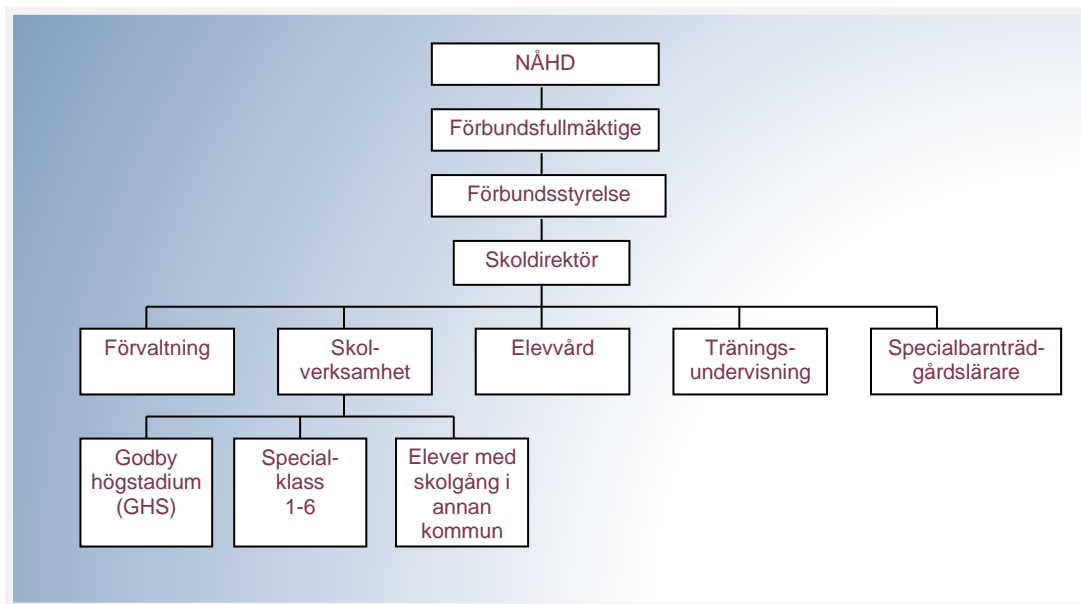 NÅHD
Förbundsfullmäktige
Förbundsstyrelse
Skoldirektör
Förvaltning
Skol-
verksamhet
Elevvård
Tränings-
undervisning
Specialbarnträd-
gårdslärare
Godby
högstadium
(GHS)
Special-
klass
1-6
Elever med
skolgång i
annan
kommun